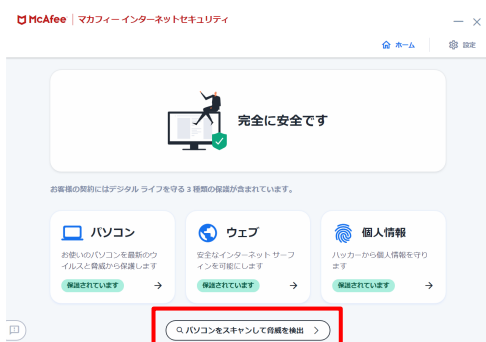 McAfee | マカフィー インターネットセキュリティ
ホーム 設定
完全に安全です
お客様の契約にはデジタル ライフを守る 3 種類の保護が含まれています。
パソコン
お使いのパソコンを最新のウ
イルスと脅威から保護します
保護されています
ウェブ
安全なインターネット サーフ
ィンを可能にします
保護されています
個人情報
ハッカーから個人情報を守り
ます
保護されています
パソコンをスキャンして脅威を検出